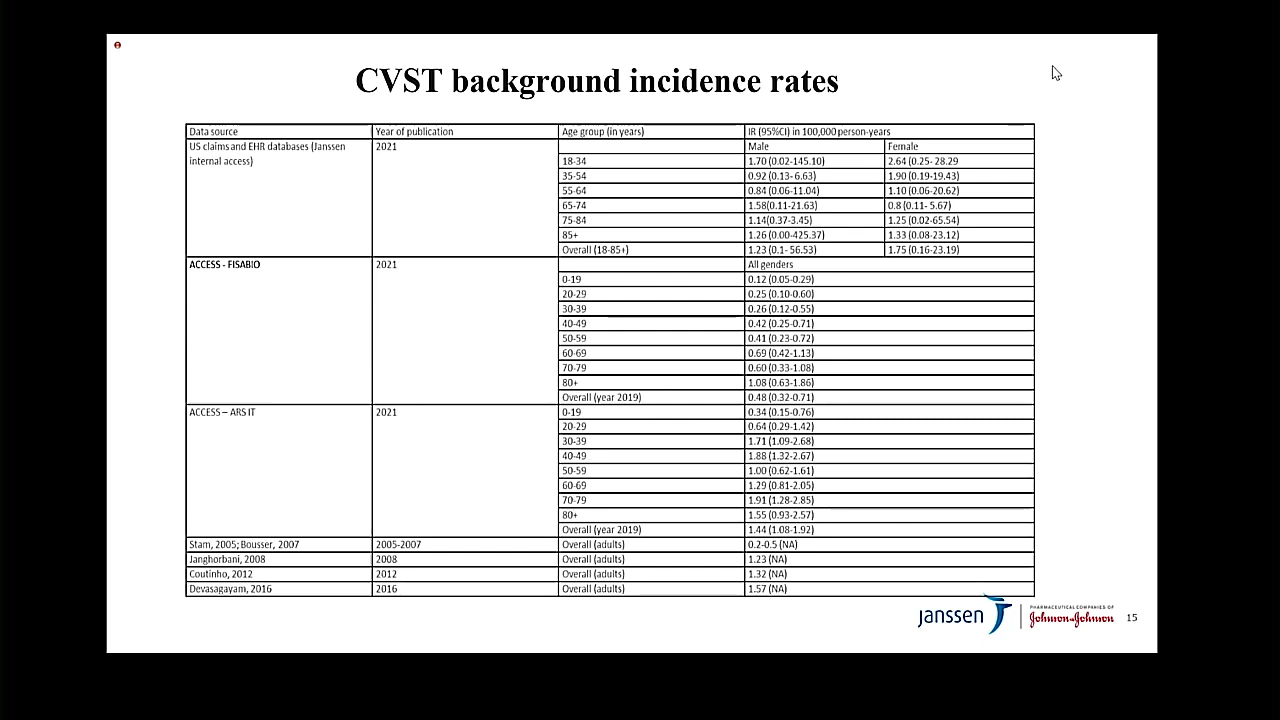 CVST background incidence rates
Data source Year of publication Age group (in years) IR (95%CI) in 100,000 person-years
US claims and EHR databases (Janssen 2021 Male Female
internal access) 18-34 1.70 (0.02-145.10) 2.64 (0.25- 28.29
35-54 0.92 (0.13- 6.63) 1.90 (0.19-19.43)
55-64 0.84 (0.06-11.04) 1.10 (0.06-20.62)
65-74 1.58(0.11-21.63) 0.8 (0.11- 5.67)
75-84 1.14(0.37-3.45) 1.25 (0.02-65.54)
85+ 1.26 (0.00-425.37) 1.33 (0.08-23.12)
Overall (18-85+) 1.23 (0.1- 56.53) 1.75 (0.16-23.19)
ACCESS - FISABIO 2021 All genders
0-19 0.12 (0.05-0.29)
20-29 0.25 (0.10-0.60)
30-39 0.26 (0.12-0.55)
40-49 0.42 (0.25-0.71)
50-59 0.41 (0.23-0.72)
60-69 0.69 (0.42-1.13)
70-79 0.60 (0.33-1.08)
80+ 1.08 (0.63-1.86)
Overall (year 2019) 0.48 (0.32-0.71)
ACCESS – ARS IT 2021 0-19 0.34 (0.15-0.76)
20-29 0.64 (0.29-1.42)
30-39 1.71 (1.09-2.68)
40-49 1.88 (1.32-2.67)
50-59 1.00 (0.62-1.61)
60-69 1.29 (0.81-2.05)
70-79 1.91 (1.28-2.85)
80+ 1.55 (0.93-2.57)
Overall (year 2019) 1.44 (1.08-1.92)
Stam, 2005; Bousser, 2007 2005-2007 Overall (adults) 0.2-0.5 (NA)
Janghorbani, 2008 2008 Overall (adults) 1.23 (NA)
Coutinho, 2012 2012 Overall (adults) 1.32 (NA)
Devasagayam, 2016 2016 Overall (adults) 1.57 (NA)
janssen PHARMACEUTICAL COMPANIES OF
Johnson&Johnson 15